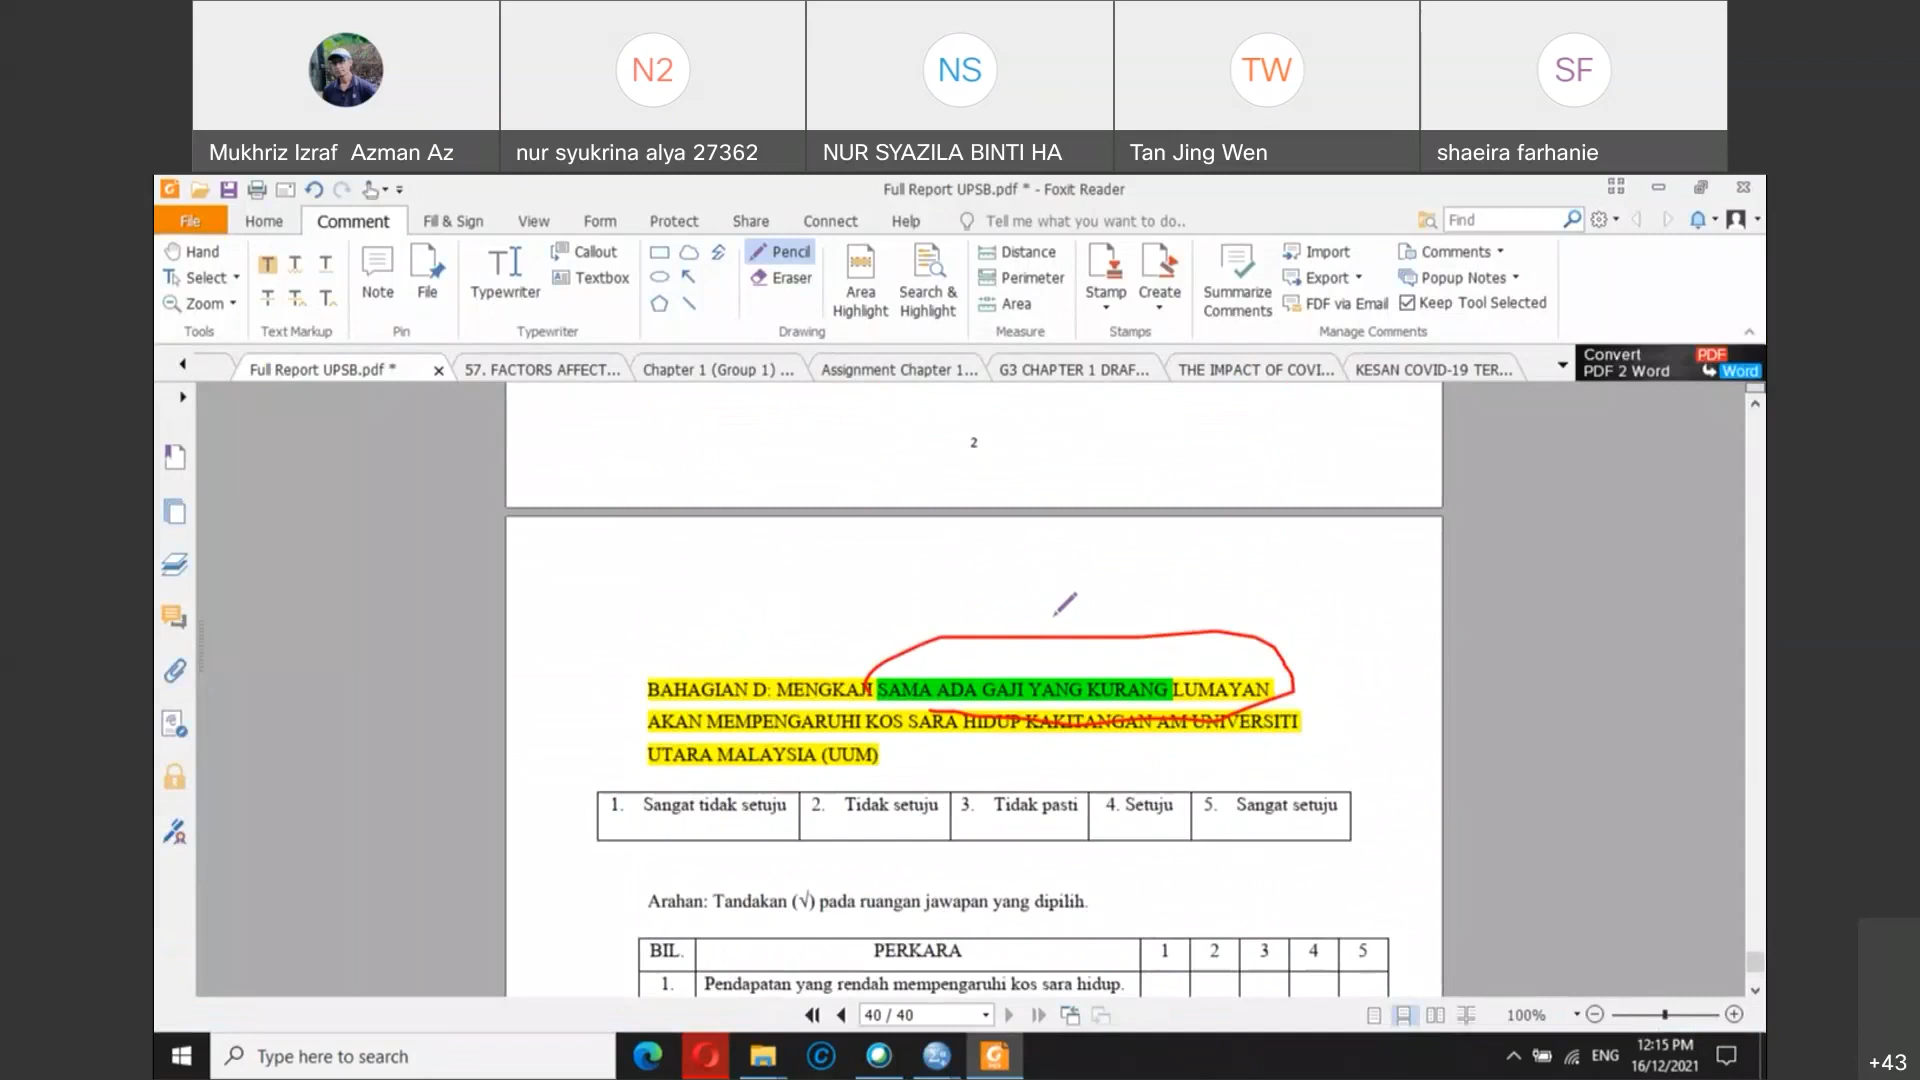 N2
NS
TW
SF
Mukhriz Izraf Azman Az
nur syukrina alya 27362
NUR SYAZILA BINTI HA
Tan Jing Wen
shaeira farhanie
Full Report UPSB.pdf * - Foxit Reader
File
Home
Comment
Fill & Sign
View
Form
Protect
Share
Connect
Help
Tell me what you want to do..
Find
Hand
Select
Zoom
Tools
Text Markup
Note
File
Pin
Typewriter
Callout
Textbox
Typewriter
Pencil
Eraser
Area
Highlight
Search &
Highlight
Drawing
Distance
Perimeter
Area
Measure
Stamp
Create
Stamps
Summarize
Comments
Import
Export
FDF via Email
Comments
Popup Notes
Keep Tool Selected
Manage Comments
Full Report UPSB.pdf *
57. FACTORS AFFECT...
Chapter 1 (Group 1) ...
Assignment Chapter 1...
G3 CHAPTER 1 DRAF...
THE IMPACT OF COVI...
KESAN COVID-19 TER...
Convert
PDF 2 Word
PDF
Word
2
BAHAGIAN D: MENGKAJI SAMA ADA GAJI YANG KURANG LUMAYAN
AKAN MEMPENGARUHI KOS SARA HIDUP KAKITANGAN AM UNIVERSITI
UTARA MALAYSIA (UUM)
1. Sangat tidak setuju 2. Tidak setuju 3. Tidak pasti 4. Setuju 5. Sangat setuju
Arahan: Tandakan (√) pada ruangan jawapan yang dipilih.
BIL. PERKARA 1 2 3 4 5
1. Pendapatan yang rendah mempengaruhi kos sara hidup.
40 / 40
100%
Type here to search
ENG
12:15 PM
16/12/2021
+43